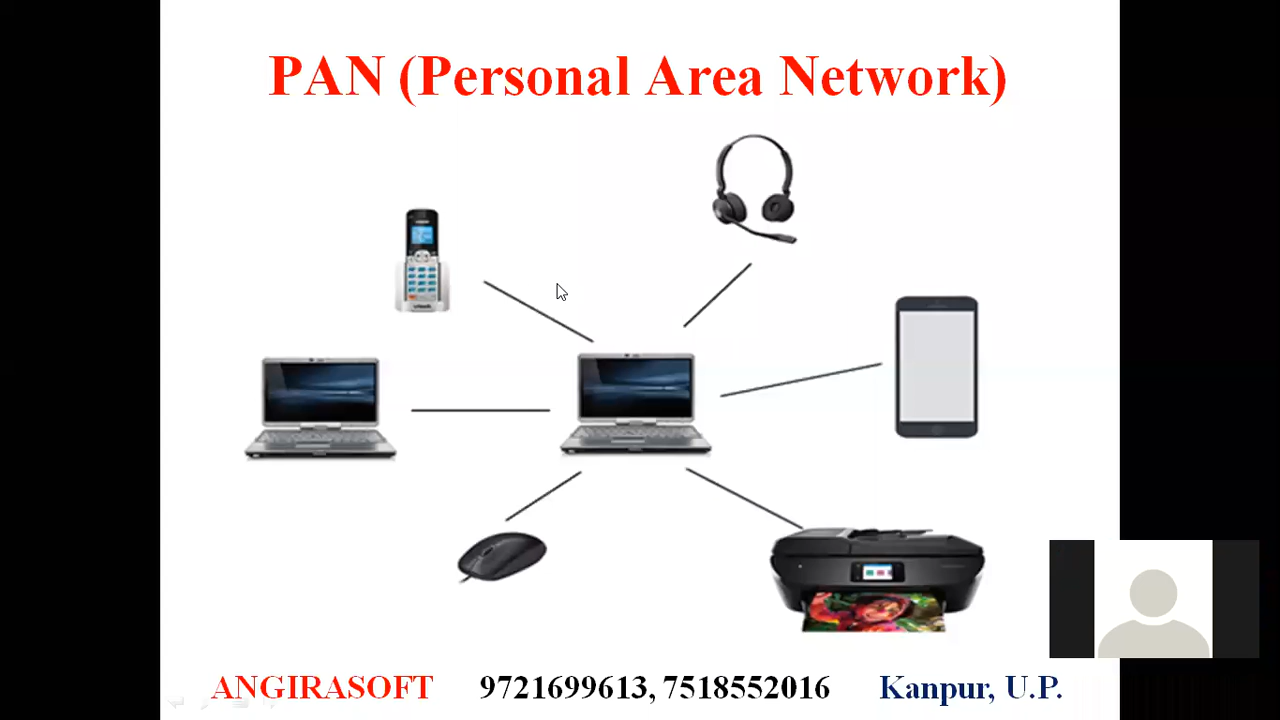 PAN (Personal Area Network)
ANGIRASOFT 9721699613, 7518552016 Kanpur, U.P.